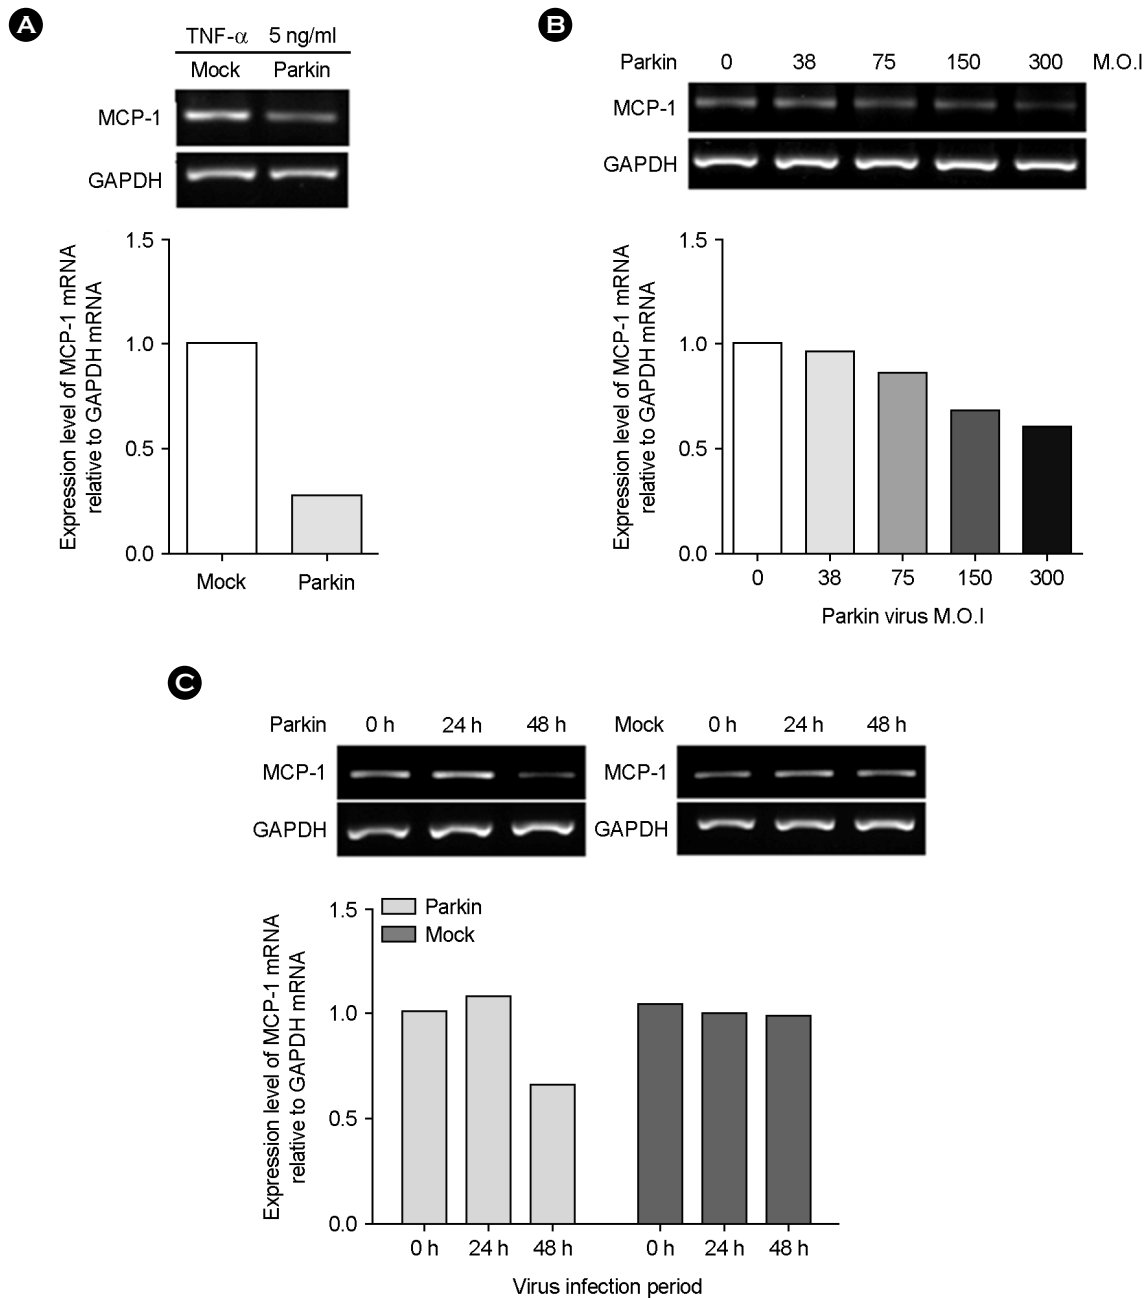 A
TNF-α 5 ng/ml
Mock Parkin
MCP-1
GAPDH
Expression level of MCP-1 mRNA
relative to GAPDH mRNA
1.5
1.0
0.5
0.0
Mock Parkin
B
Parkin 0 38 75 150 300 M.O.I
MCP-1
GAPDH
Expression level of MCP-1 mRNA
relative to GAPDH mRNA
1.5
1.0
0.5
0.0
0 38 75 150 300
Parkin virus M.O.I
C
Parkin 0 h 24 h 48 h
MCP-1
GAPDH
Mock 0 h 24 h 48 h
MCP-1
GAPDH
Expression level of MCP-1 mRNA
relative to GAPDH mRNA
1.5
1.0
0.5
0.0
Parkin
Mock
0 h 24 h 48 h 0 h 24 h 48 h
Virus infection period